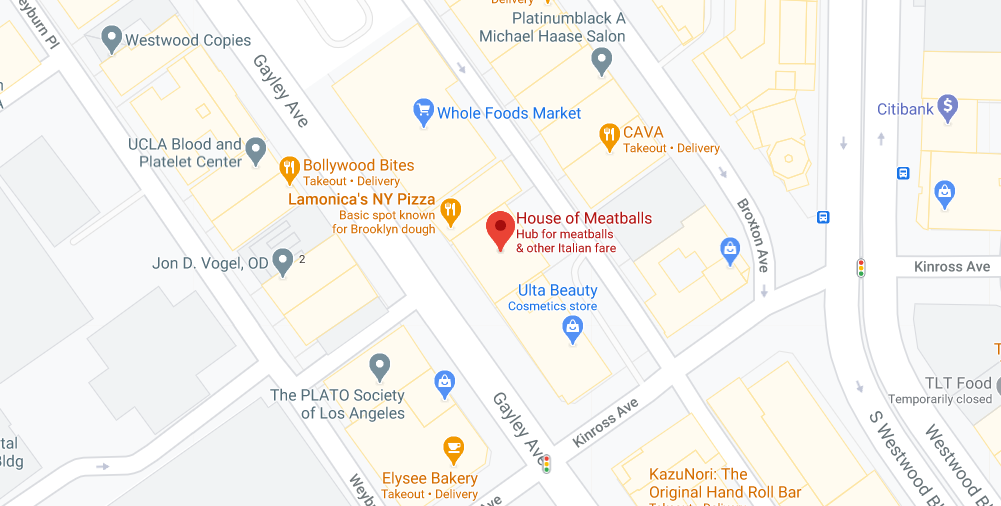 eyburn Pl
Westwood Copies
Gayley Ave
Delivery
Platinumblack A
Michael Haase Salon
Whole Foods Market
Citibank
$
CAVA
Takeout • Delivery
UCLA Blood and
Platelet Center
Bollywood Bites
Takeout • Delivery
Lamonica's NY Pizza
Basic spot known
for Brooklyn dough
House of Meatballs
Hub for meatballs
& other Italian fare
Broxton Ave
Jon D. Vogel, OD
2
Kinross Ave
Ulta Beauty
Cosmetics store
The PLATO Society
of Los Angeles
TLT Food
Temporarily closed
Gayley Ave
Kinross Ave
S Westwood Bl
Westwood Bl
tal
Bldg
Elysee Bakery
Takeout • Delivery
Weyb
ve
KazuNori: The
Original Hand Roll Bar